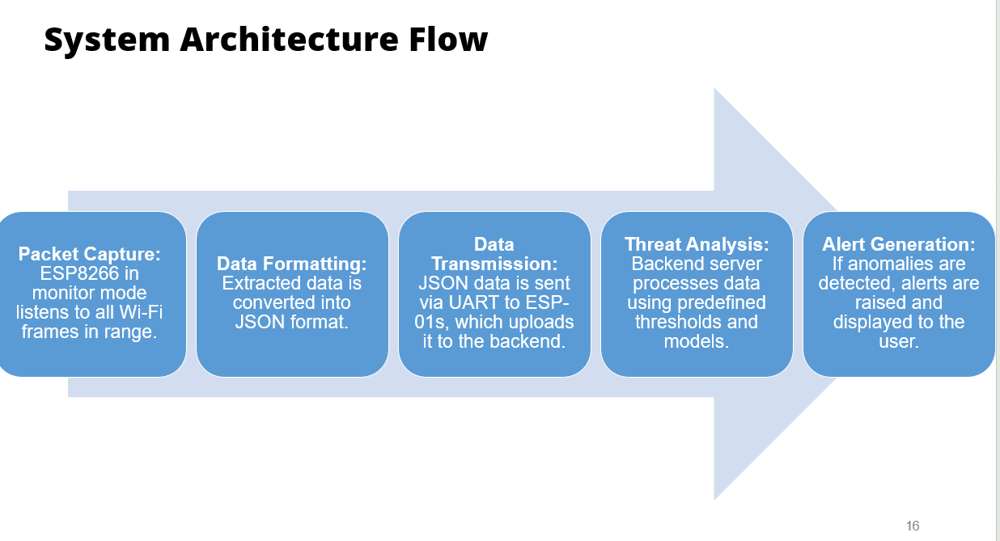 System Architecture Flow
Packet Capture:
ESP8266 in
monitor mode
listens to all Wi-Fi
frames in range.
Data Formatting:
Extracted data is
converted into
JSON format.
Data
Transmission:
JSON data is sent
via UART to ESP-
01s, which uploads
it to the backend.
Threat Analysis:
Backend server
processes data
using predefined
thresholds and
models.
Alert Generation:
If anomalies are
detected, alerts are
raised and
displayed to the
user.
16